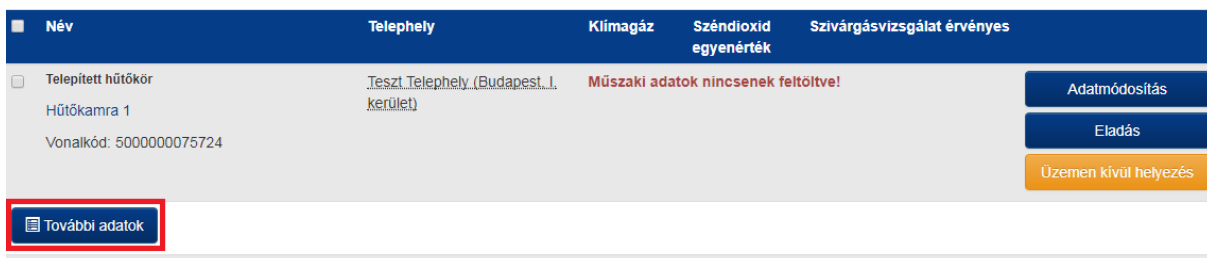 Név Telephely Klímagáz Széndioxid egyenérték Szivárgásvizsgálat érvényes
Telepített hűtőkör
Hűtőkamra 1
Vonalkód: 5000000075724
Teszt Telephely (Budapest, I.
kerület)
Műszaki adatok nincsenek feltöltve!
Adatmódosítás
Eladás
Üzemen kívül helyezés
További adatok